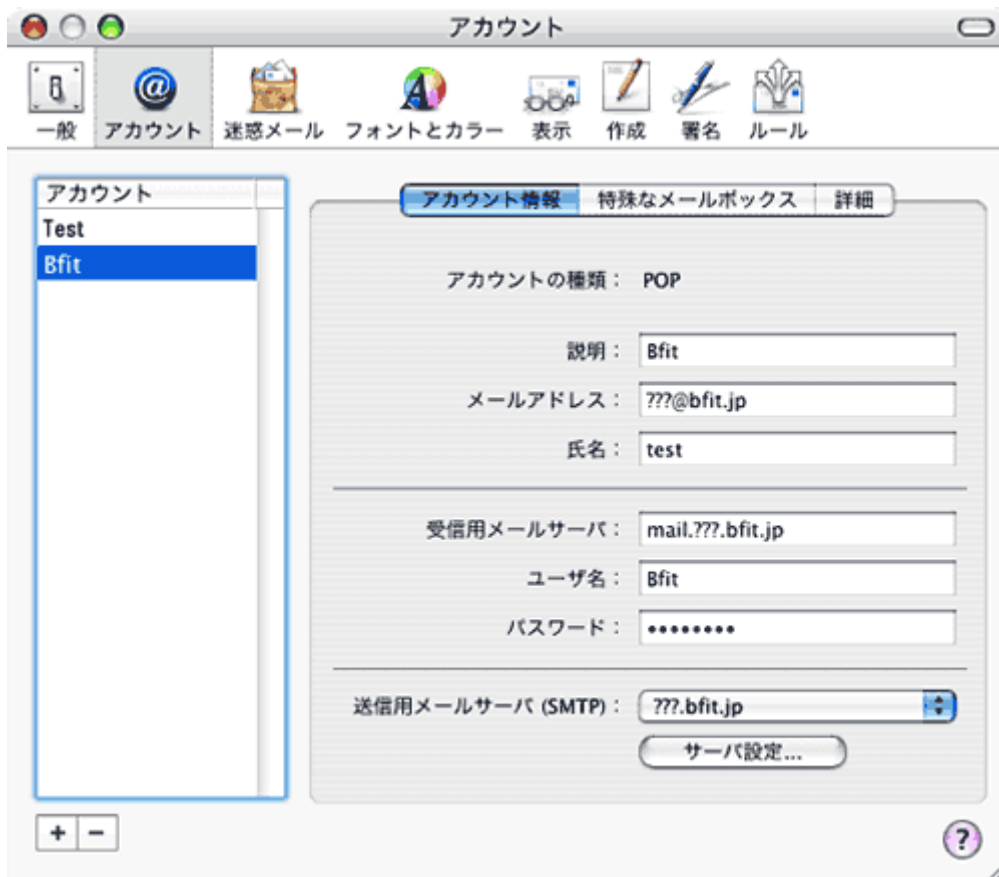 アカウント
一般 アカウント 迷惑メール フォントとカラー 表示 作成 署名 ルール
アカウント
Test
Bfit
アカウント情報 特殊なメールボックス 詳細
アカウントの種類： POP
説明： Bfit
メールアドレス： ???@bfit.jp
氏名： test
受信用メールサーバ： mail.???.bfit.jp
ユーザ名： Bfit
パスワード： ••••••••
送信用メールサーバ (SMTP)： ???.bfit.jp
サーバ設定...
+ −
?